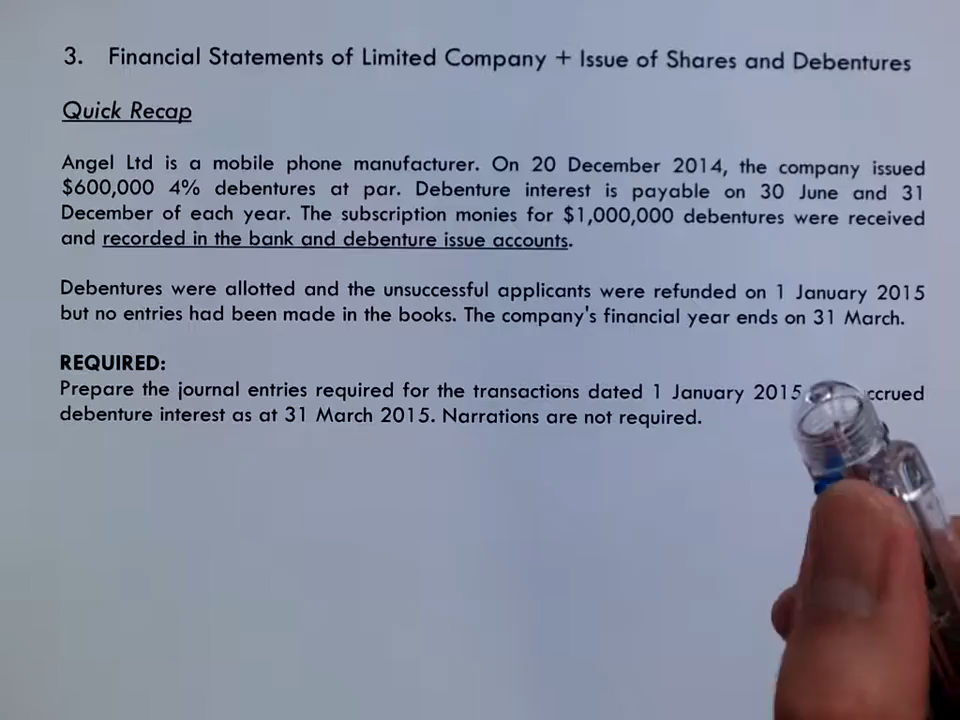 3. Financial Statements of Limited Company + Issue of Shares and Debentures
Quick Recap
Angel Ltd is a mobile phone manufacturer. On 20 December 2014, the company issued
$600,000 4% debentures at par. Debenture interest is payable on 30 June and 31
December of each year. The subscription monies for $1,000,000 debentures were received
and recorded in the bank and debenture issue accounts.
Debentures were allotted and the unsuccessful applicants were refunded on 1 January 2015
but no entries had been made in the books. The company's financial year ends on 31 March.
REQUIRED:
Prepare the journal entries required for the transactions dated 1 January 2015 ccrued
debenture interest as at 31 March 2015. Narrations are not required.